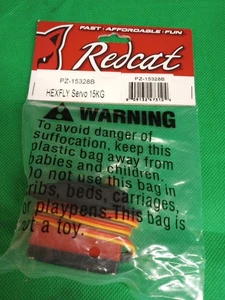 FAST • AFFORDABLE • FUN
Redcat
PZ-15328B
PZ-15328B
HEXFLY Servo 15KG
WARNING
To avoid danger of
suffocation, keep this
plastic bag away from
babies and children.
Do not use this bag in
cribs, beds, carriages,
or playpens. This bag is
not a toy.